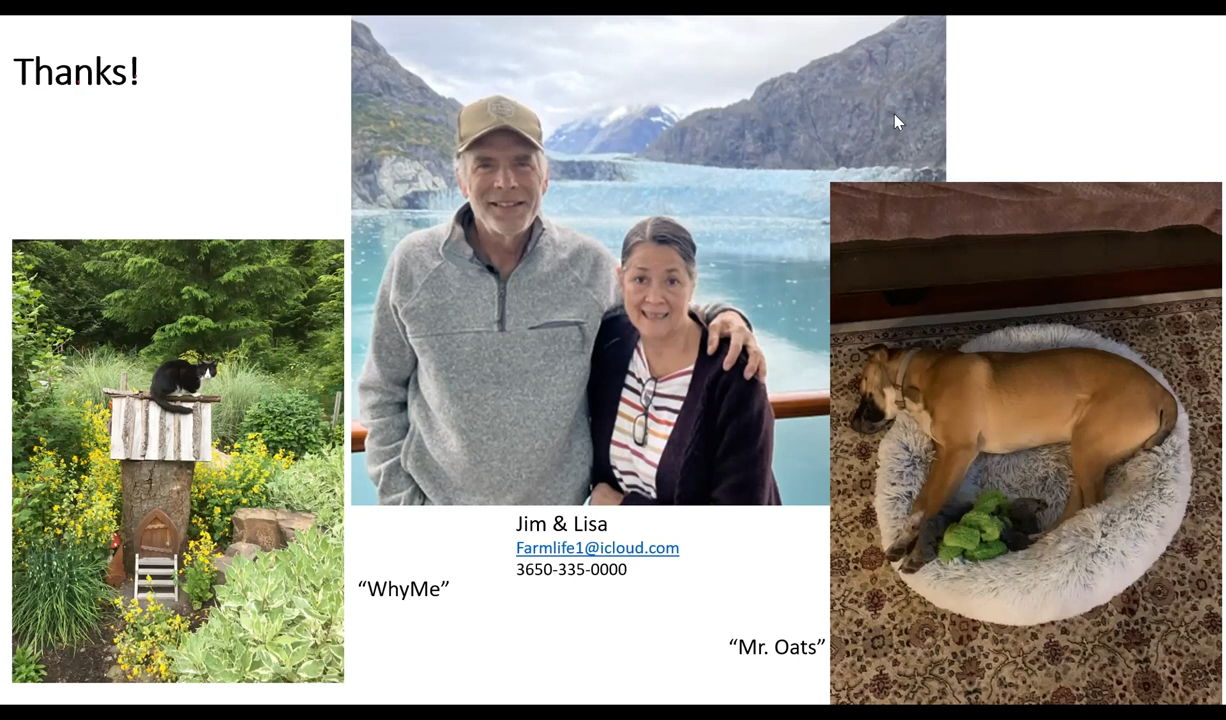 Thanks!
Jim & Lisa
Farmlife1@icloud.com
3650-335-0000
“WhyMe”
“Mr. Oats”